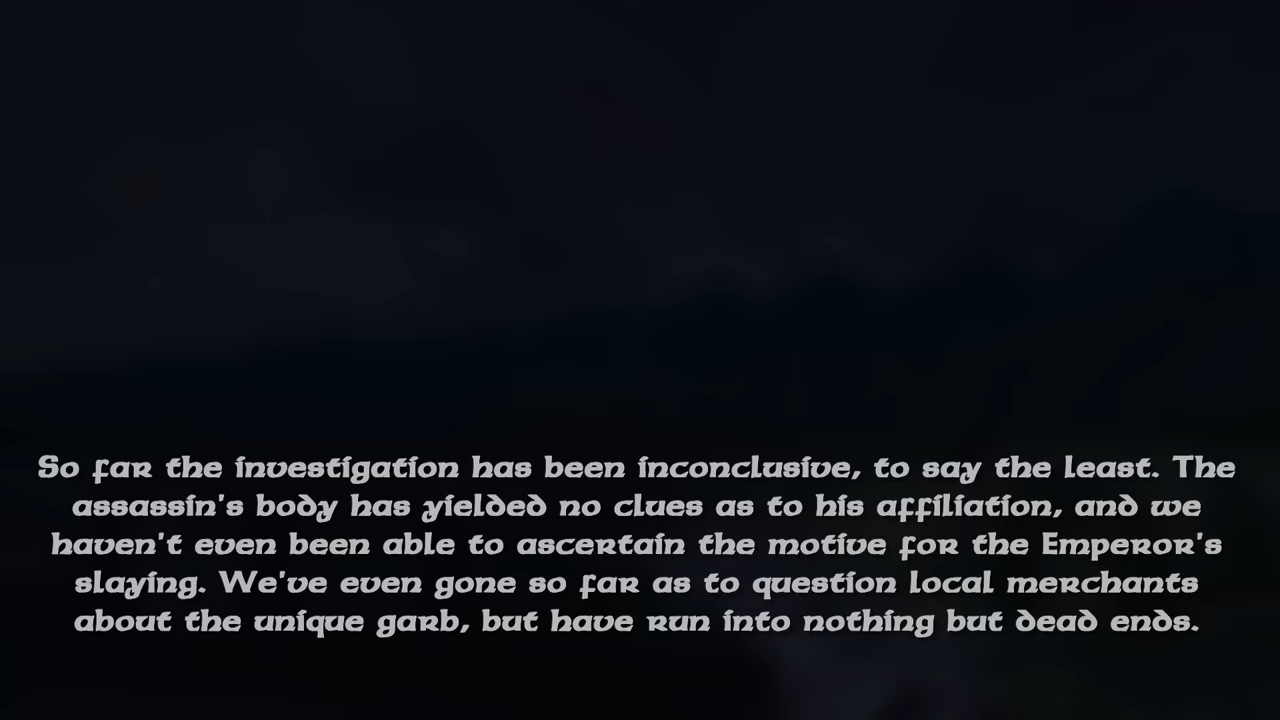 So far the investigation has been inconclusive, to say the least. The
assassin's body has yielded no clues as to his affiliation, and we
haven't even been able to ascertain the motive for the Emperor's
slaying. We've even gone so far as to question local merchants
about the unique garb, but have run into nothing but dead ends.